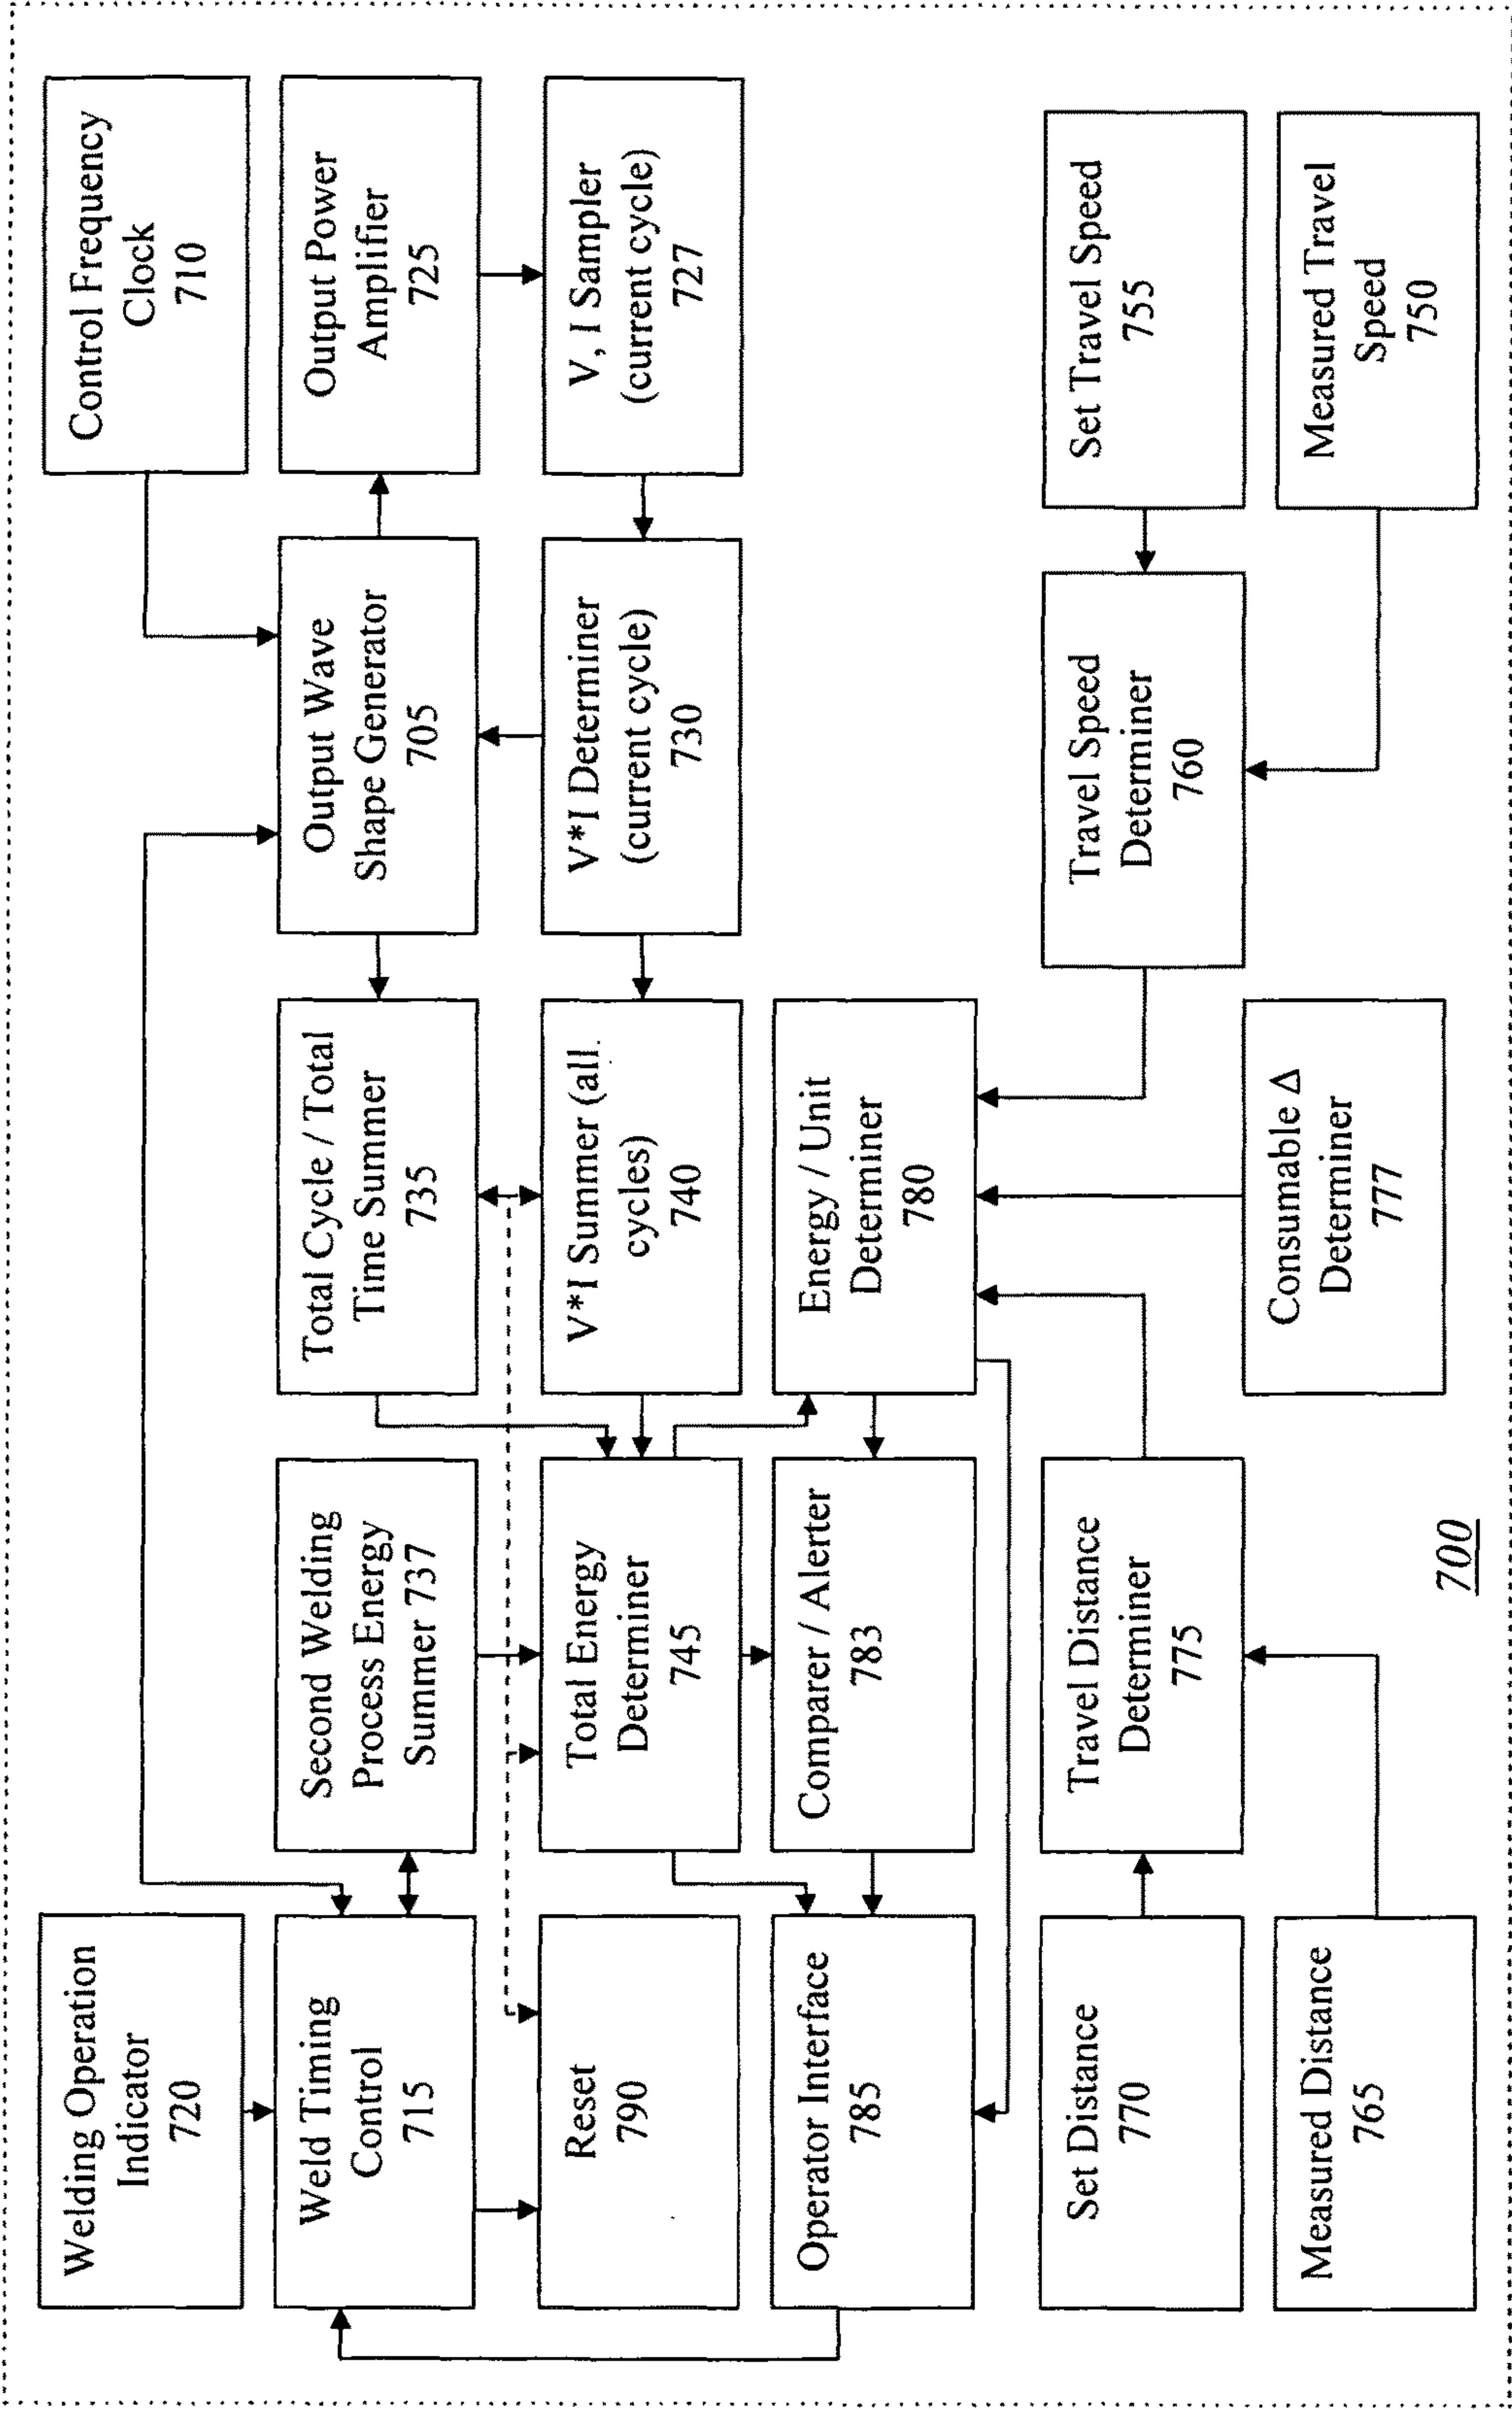 Welding Operation
Indicator
720
Control Frequency
Clock
710
Weld Timing
Control
715
Second Welding
Process Energy
Summer 737
Total Cycle / Total
Time Summer
735
Output Wave
Shape Generator
705
Output Power
Amplifier
725
Reset
790
Total Energy
Determiner
745
V*I Summer (all
cycles)
740
V*I Determiner
(current cycle)
730
V, I Sampler
(current cycle)
727
Operator Interface
785
Comparer / Alerter
783
Energy / Unit
Determiner
780
Set Distance
770
Travel Distance
Determiner
775
Travel Speed
Determiner
760
Set Travel Speed
755
Measured Distance
765
Consumable Δ
Determiner
777
Measured Travel
Speed
750
700